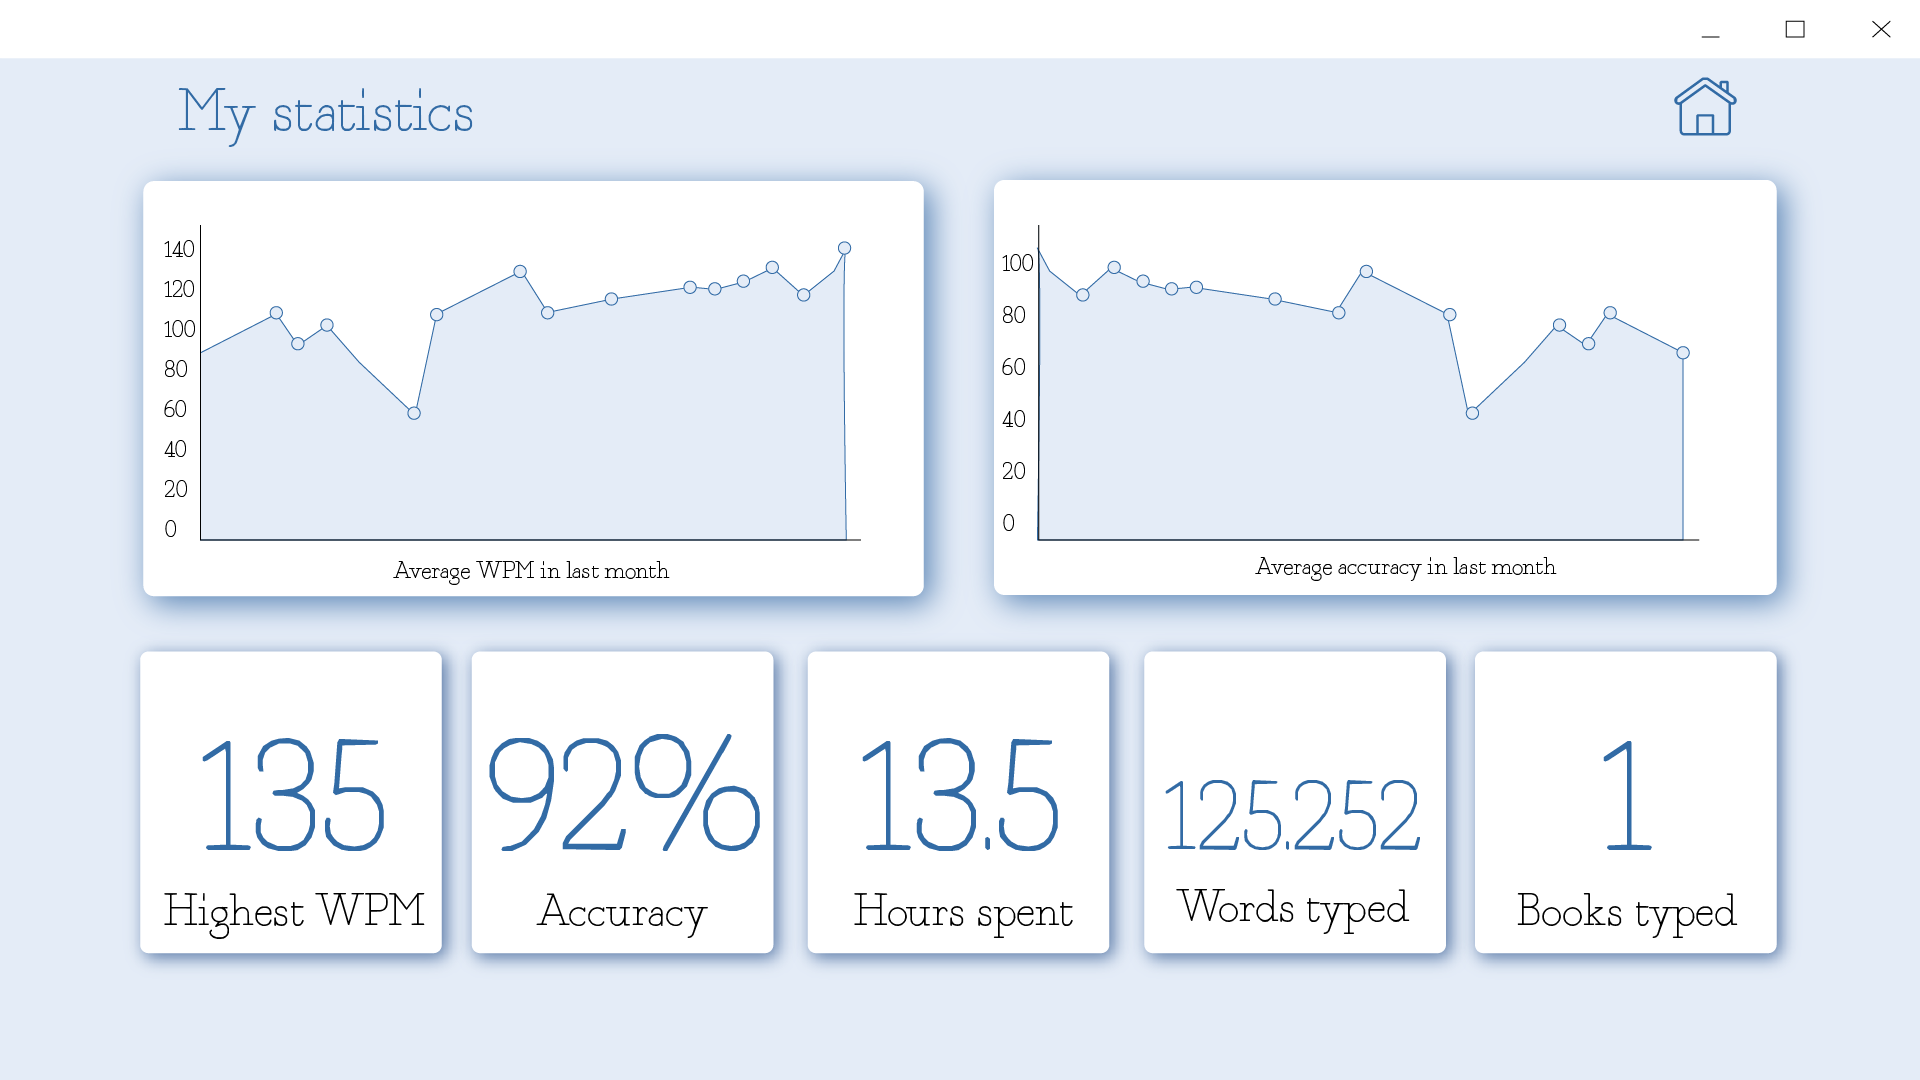 My statistics
140
120
100
80
60
40
20
0
Average WPM in last month
100
80
60
40
20
0
Average accuracy in last month
135
Highest WPM
92%
Accuracy
13.5
Hours spent
125.252
Words typed
1
Books typed